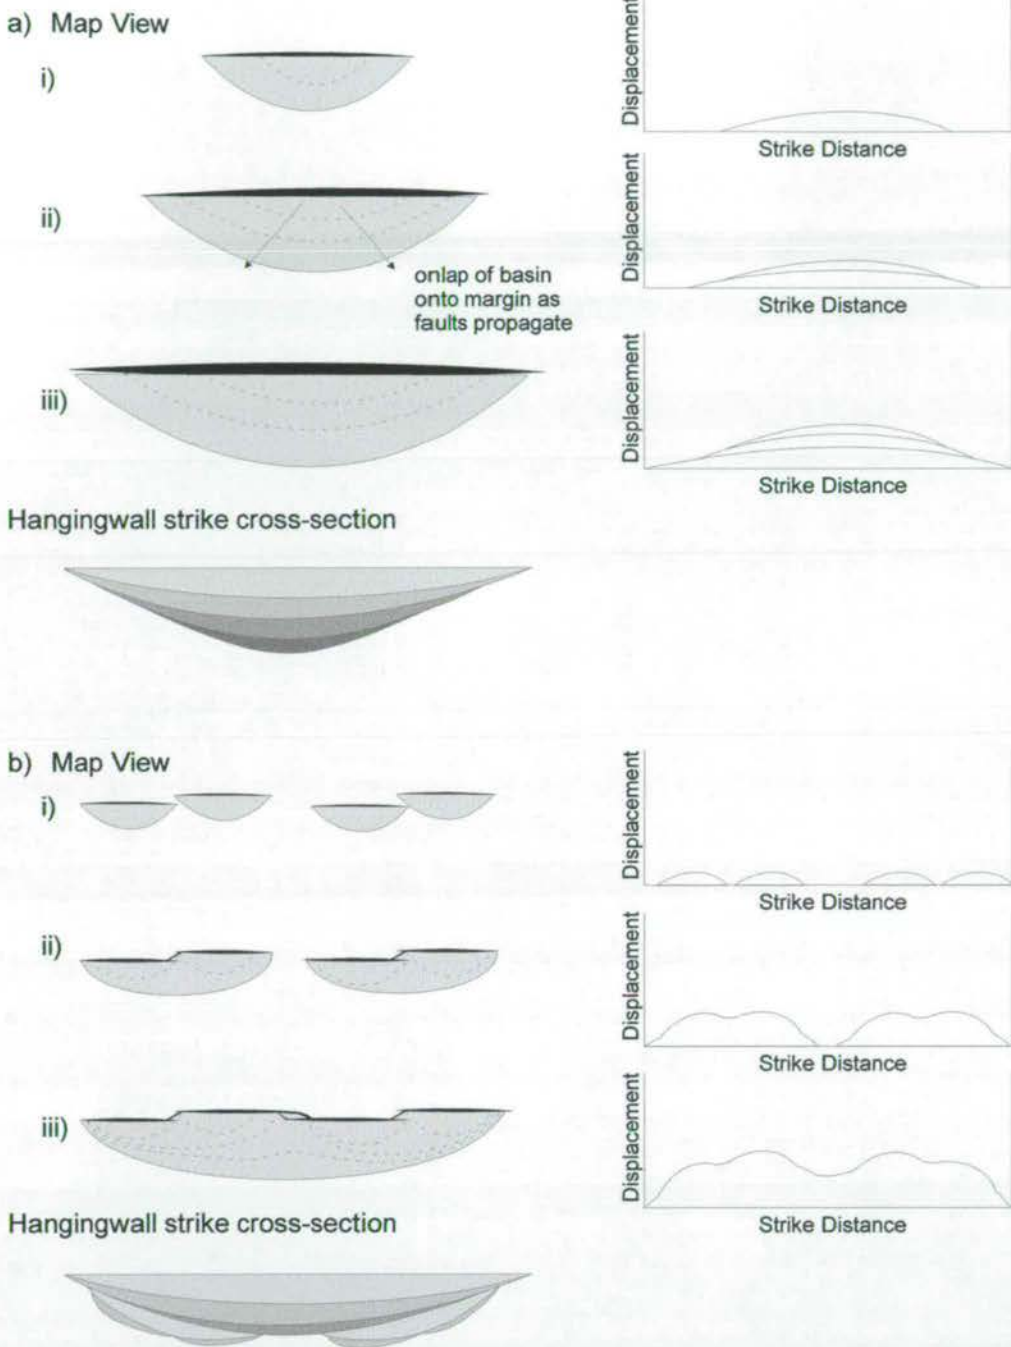 a) Map View
i)
Displacement
Strike Distance
ii)
onlap of basin
onto margin as
faults propagate
Displacement
Strike Distance
iii)
Displacement
Strike Distance
Hangingwall strike cross-section
b) Map View
i)
Displacement
Strike Distance
ii)
Displacement
Strike Distance
iii)
Displacement
Strike Distance
Hangingwall strike cross-section